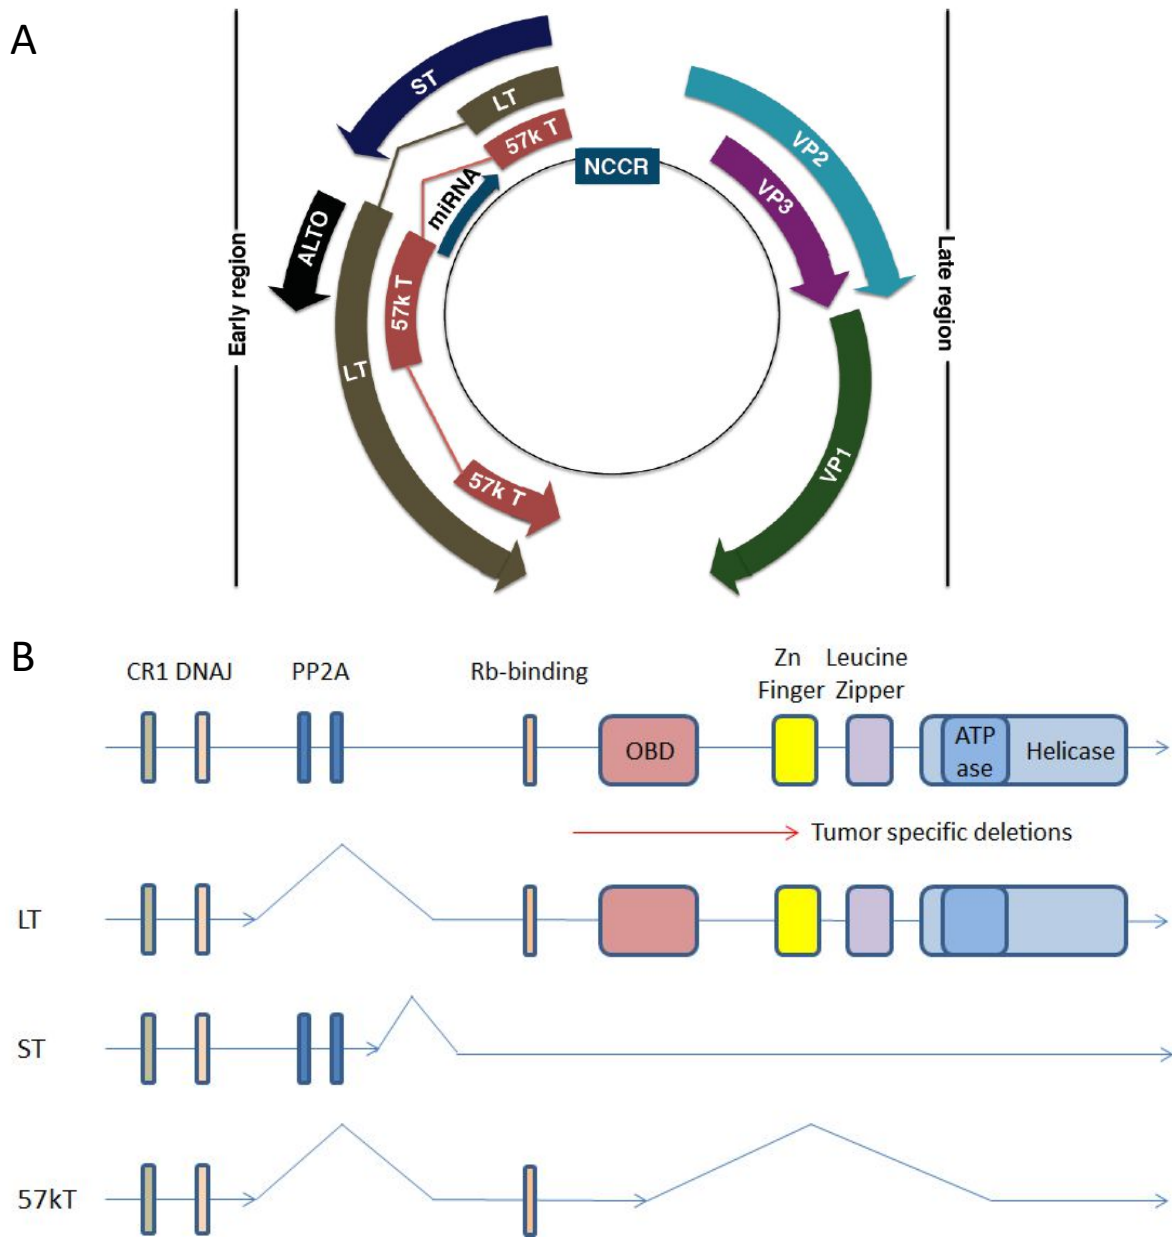 A
ST
LT
57k T
NCCR
miRNA
ALTO
57k T
LT
57k T
Early region
VP2
VP3
VP1
Late region
B
CR1 DNAJ
PP2A
Rb-binding
Zn
Finger
Leucine
Zipper
OBD
ATP
ase
Helicase
Tumor specific deletions
LT
ST
57kT